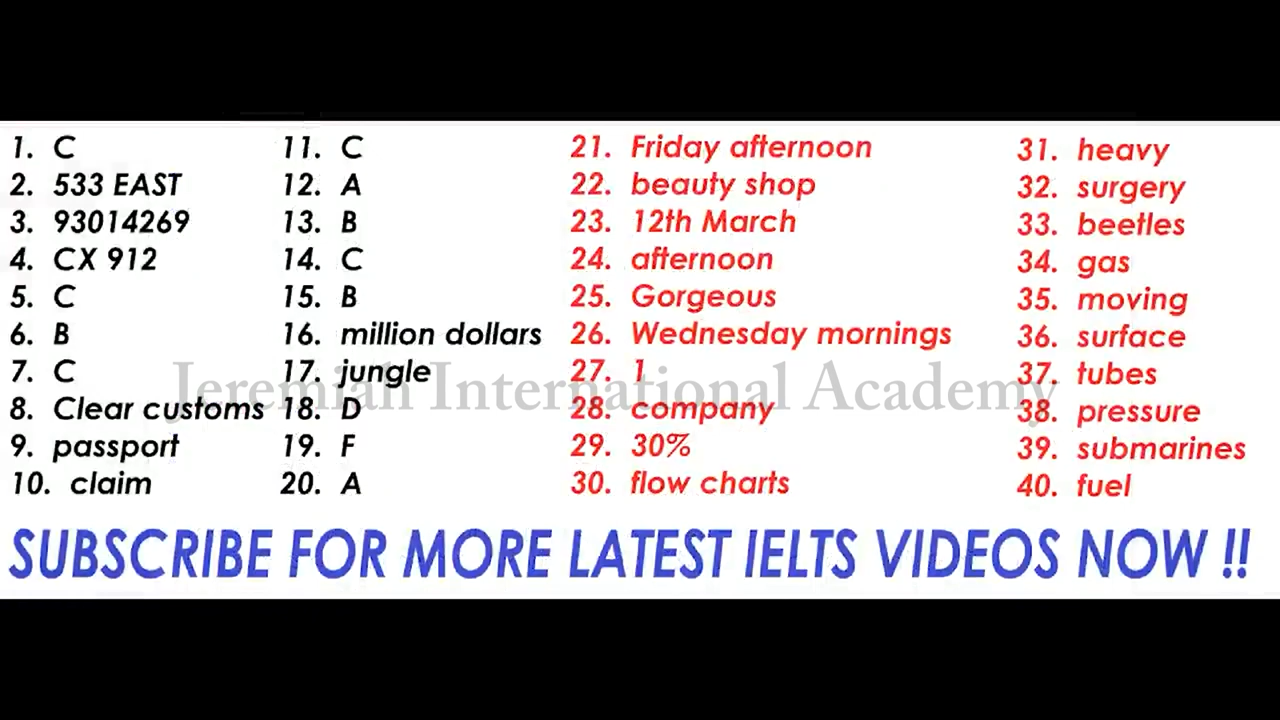 1. C
2. 533 EAST
3. 93014269
4. CX 912
5. C
6. B
7. C
8. Clear customs
9. passport
10. claim
11. C
12. A
13. B
14. C
15. B
16. million dollars
17. jungle
18. D
19. F
20. A
21. Friday afternoon
22. beauty shop
23. 12th March
24. afternoon
25. Gorgeous
26. Wednesday mornings
27. 1
28. company
29. 30%
30. flow charts
31. heavy
32. surgery
33. beetles
34. gas
35. moving
36. surface
37. tubes
38. pressure
39. submarines
40. fuel
Jeremiah International Academy
SUBSCRIBE FOR MORE LATEST IELTS VIDEOS NOW !!